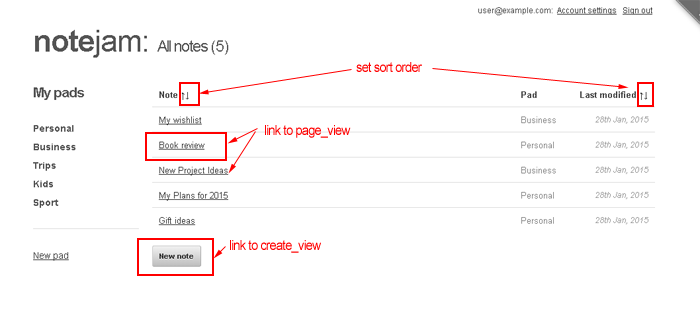 user@example.com: Account settings Sign out
notejam: All notes (5)
set sort order
My pads
Note ↑↓ Pad Last modified ↑↓
My wishlist Business 28th Jan, 2015
Personal
link to page_view
Book review Personal 28th Jan, 2015
Business
Trips
New Project Ideas Business 28th Jan, 2015
Kids
My Plans for 2015 Personal 28th Jan, 2015
Sport
Gift ideas Personal 28th Jan, 2015
link to create_view
New pad New note